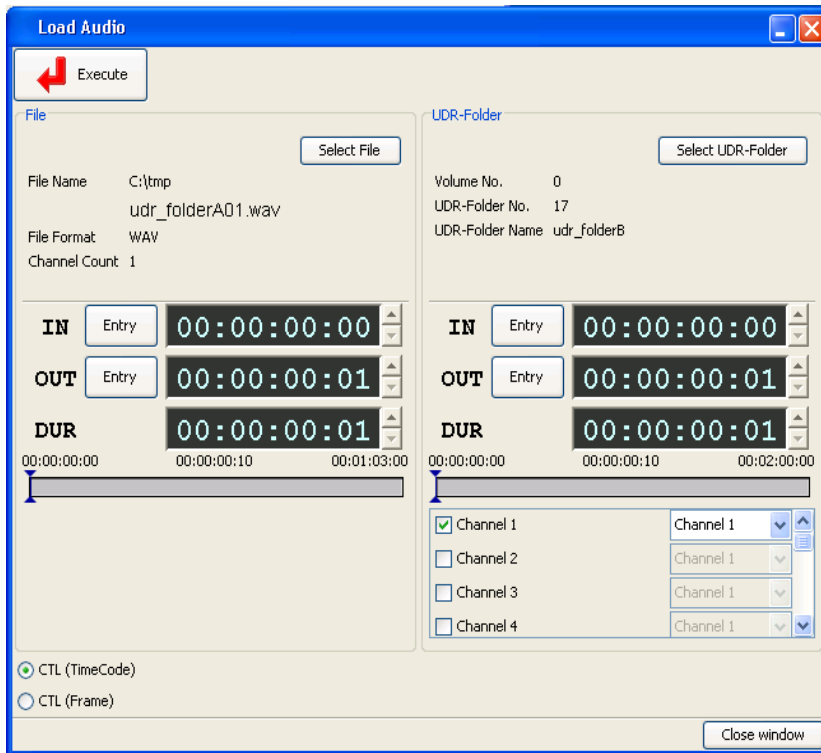 Load Audio
Execute
File
Select File
File Name C:\tmp
udr_folderA01.wav
File Format WAV
Channel Count 1
IN Entry 00:00:00:00
OUT Entry 00:00:00:01
DUR 00:00:00:01
00:00:00:00 00:00:00:10 00:01:03:00
UDR-Folder
Select UDR-Folder
Volume No. 0
UDR-Folder No. 17
UDR-Folder Name udr_folderB
IN Entry 00:00:00:00
OUT Entry 00:00:00:01
DUR 00:00:00:01
00:00:00:00 00:00:00:10 00:02:00:00
Channel 1 Channel 1
Channel 2 Channel 1
Channel 3 Channel 1
Channel 4 Channel 1
CTL (TimeCode)
CTL (Frame)
Close window